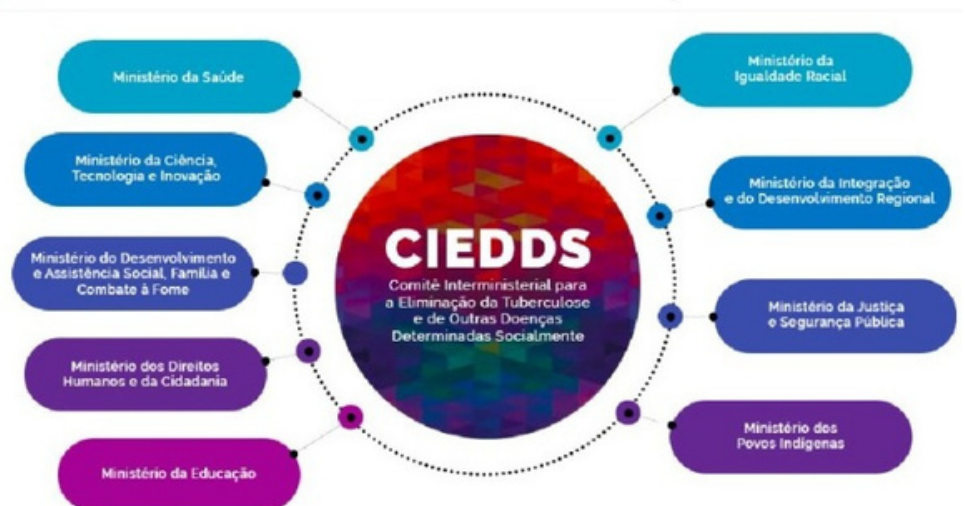 Ministério da Saúde
Ministério da Ciência,
Tecnologia e Inovação
Ministério do Desenvolvimento
e Assistência Social, Família e
Combate à Fome
Ministério dos Direitos
Humanos e da Cidadania
Ministério da Educação
CIEDDS
Comitê Interministerial para
a Eliminação da Tuberculose
e de Outras Doenças
Determinadas Socialmente
Ministério da
Igualdade Racial
Ministério da Integração
e do Desenvolvimento Regional
Ministério da Justiça
e Segurança Pública
Ministério dos
Povos Indígenas